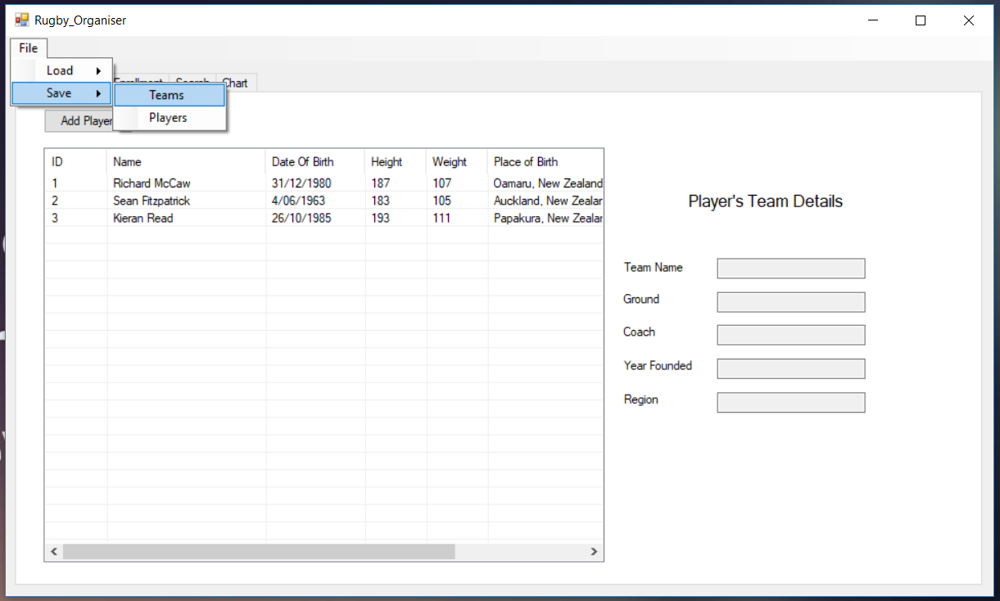 Rugby_Organiser
File
Load
Save
Teams
Players
Enrollment Search Chart
Add Player
ID Name Date Of Birth Height Weight Place of Birth
1 Richard McCaw 31/12/1980 187 107 Oamaru, New Zealand
2 Sean Fitzpatrick 4/06/1963 183 105 Auckland, New Zealar
3 Kieran Read 26/10/1985 193 111 Papakura, New Zealar
Player's Team Details
Team Name
Ground
Coach
Year Founded
Region